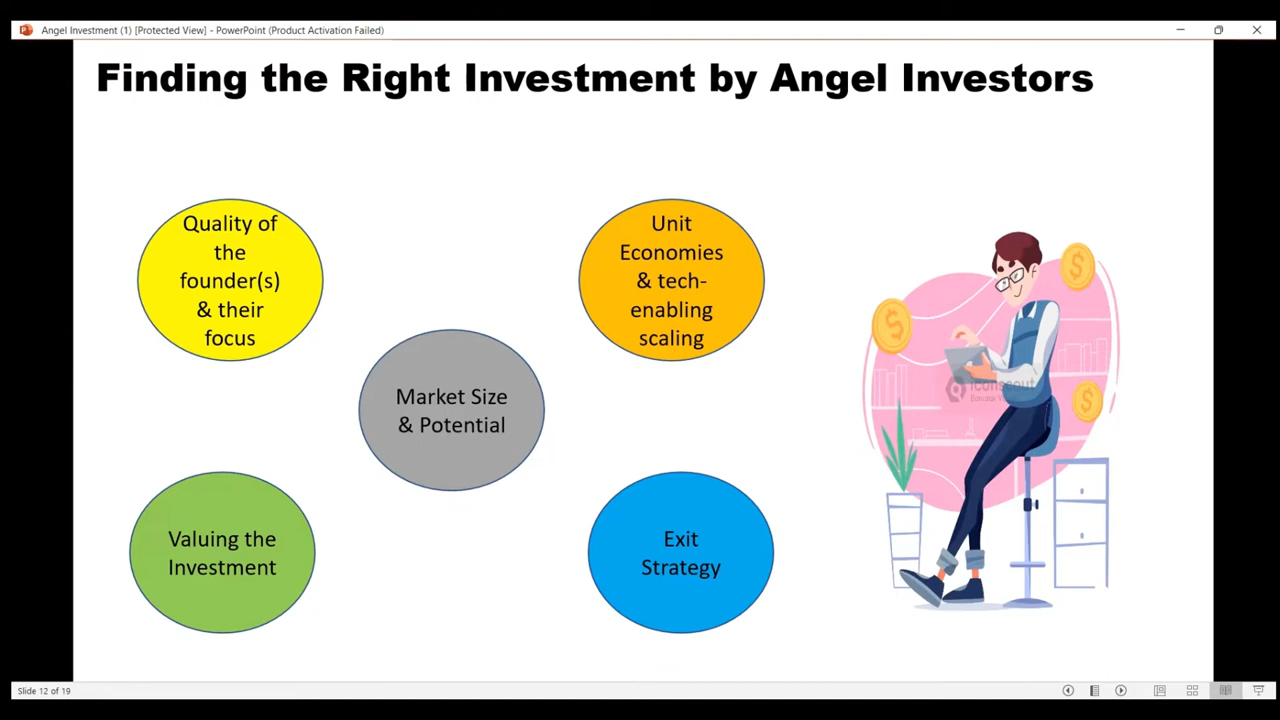 Angel Investment (1) [Protected View] - PowerPoint (Product Activation Failed)
Finding the Right Investment by Angel Investors
Quality of
the
founder(s)
& their
focus
Unit
Economies
& tech-
enabling
scaling
Market Size
& Potential
Valuing the
Investment
Exit
Strategy
iconscout
Slide 12 of 19